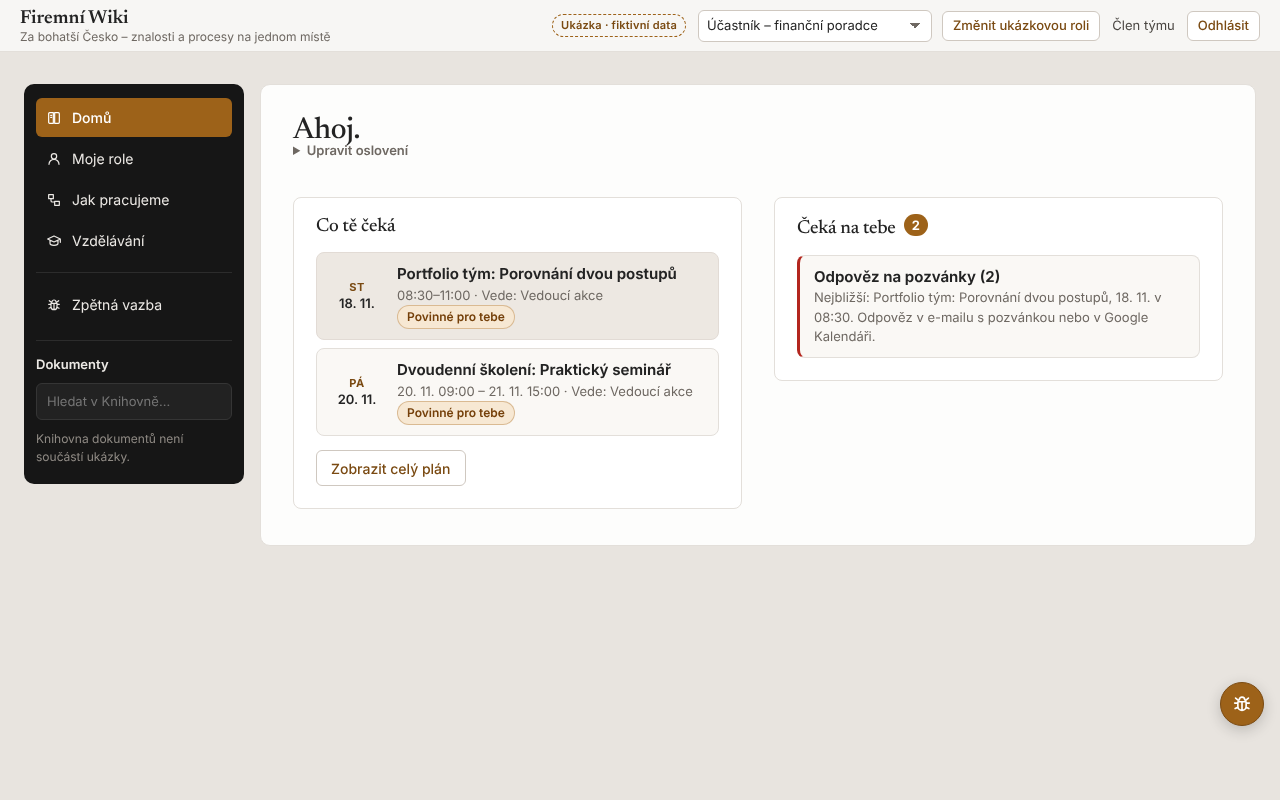 Firemní Wiki
Za bohatší Česko – znalosti a procesy na jednom místě
Ukázka · fiktivní data
Účastník – finanční poradce
Změnit ukázkovou roli
Člen týmu
Odhlásit
Domů
Moje role
Jak pracujeme
Vzdělávání
Zpětná vazba
Dokumenty
Hledat v Knihovně...
Knihovna dokumentů není
součástí ukázky.
Ahoj.
Upravit oslovení
Co tě čeká
ST
18. 11.
Portfolio tým: Porovnání dvou postupů
08:30–11:00 · Vede: Vedoucí akce
Povinné pro tebe
PÁ
20. 11.
Dvoudenní školení: Praktický seminář
20. 11. 09:00 – 21. 11. 15:00 · Vede: Vedoucí akce
Povinné pro tebe
Zobrazit celý plán
Čeká na tebe 2
Odpověz na pozvánky (2)
Nejbližší: Portfolio tým: Porovnání dvou postupů, 18. 11. v
08:30. Odpověz v e-mailu s pozvánkou nebo v Google
Kalendáři.